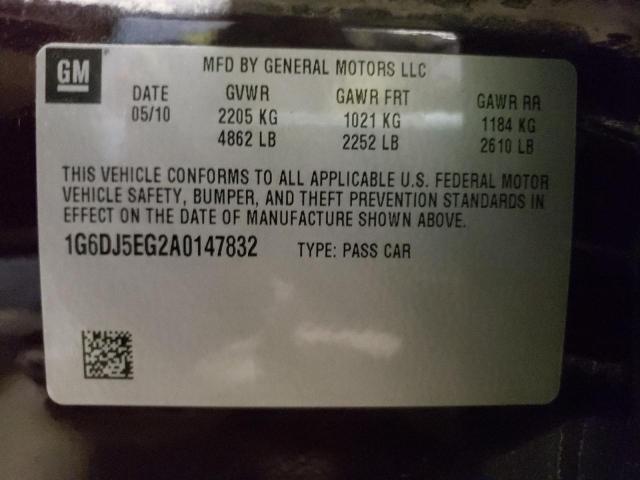 GM
MFD BY GENERAL MOTORS LLC
DATE GVWR GAWR FRT GAWR RR
05/10 2205 KG 1021 KG 1184 KG
4862 LB 2252 LB 2610 LB
THIS VEHICLE CONFORMS TO ALL APPLICABLE U.S. FEDERAL MOTOR
VEHICLE SAFETY, BUMPER, AND THEFT PREVENTION STANDARDS IN
EFFECT ON THE DATE OF MANUFACTURE SHOWN ABOVE.
1G6DJ5EG2A0147832 TYPE: PASS CAR